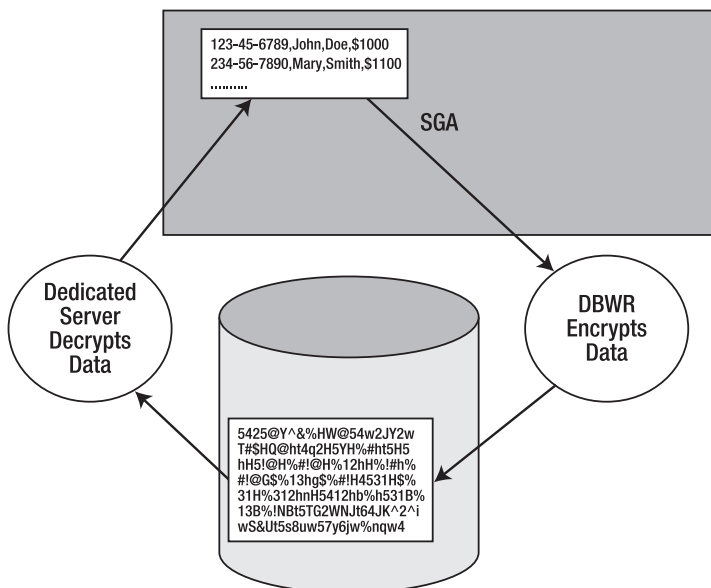 123-45-6789,John,Doe,$1000
234-56-7890,Mary,Smith,$1100
..........
SGA
Dedicated
Server
Decrypts
Data
DBWR
Encrypts
Data
5425@Y^&%HW@54w2JY2w
T#$HQ@ht4q2H5YH%#ht5H5
hH5!@H%#!@H%12hH%!#h%
#!@G$%13hg$%#!H4531H$%
31H%312hnH5412hb%h531B%
13B%!NBt5TG2WNJt64JK^2^i
wS&Ut5s8uw57y6jw%nqw4